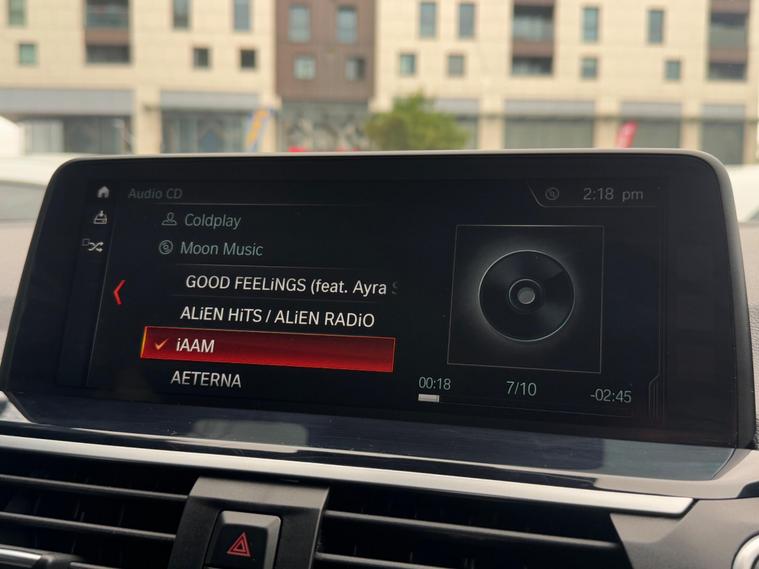 Audio CD
2:18 pm
Coldplay
Moon Music
GOOD FEELiNGS (feat. Ayra S
ALiEN HiTS / ALiEN RADiO
iAAM
AETERNA
00:18
7/10
-02:45